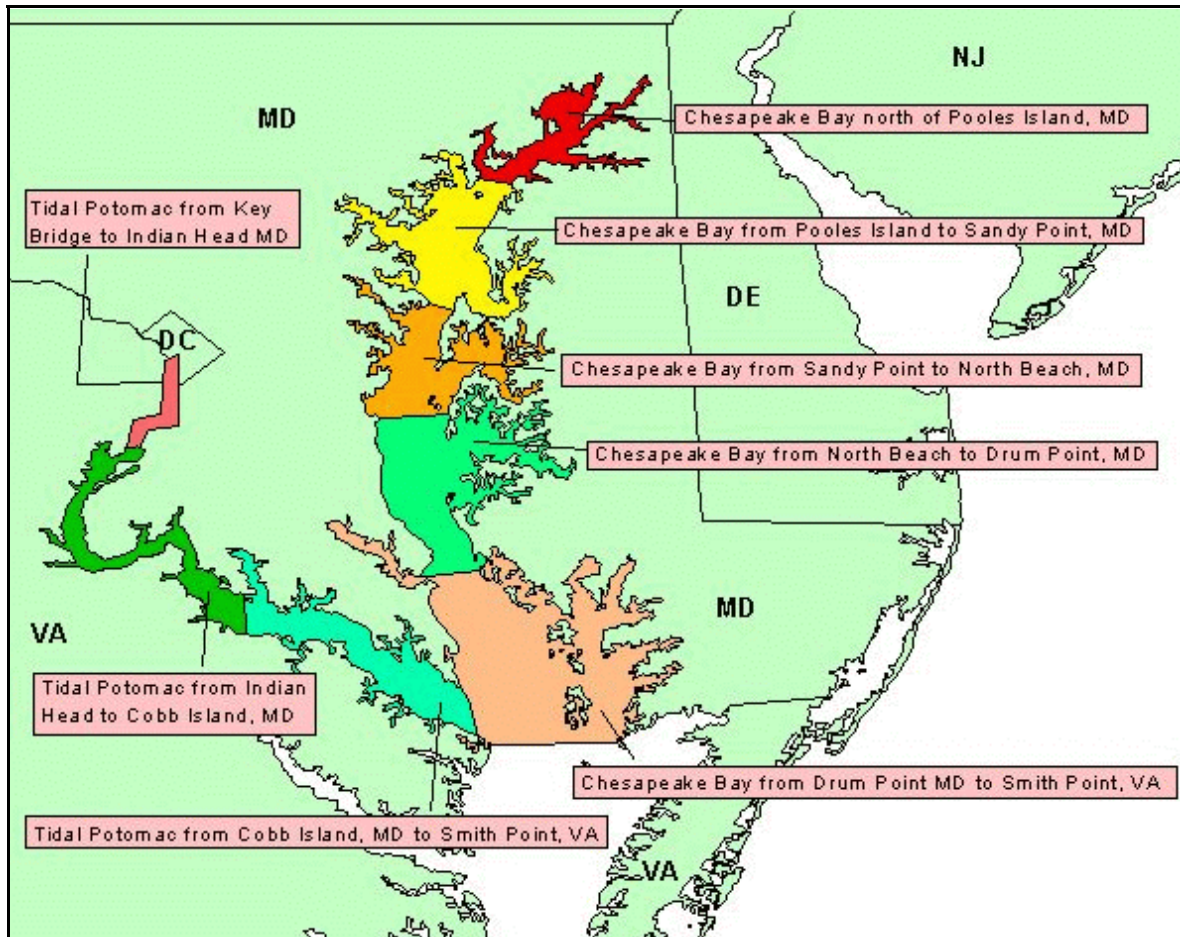 NJ
MD
Chesapeake Bay north of Pooles Island, MD
Tidal Potomac from Key
Bridge to Indian Head MD
Chesapeake Bay from Pooles Island to Sandy Point, MD
DE
DC
Chesapeake Bay from Sandy Point to North Beach, MD
Chesapeake Bay from North Beach to Drum Point, MD
MD
VA
Tidal Potomac from Indian
Head to Cobb Island, MD
Chesapeake Bay from Drum Point MD to Smith Point, VA
Tidal Potomac from Cobb Island, MD to Smith Point, VA
VA